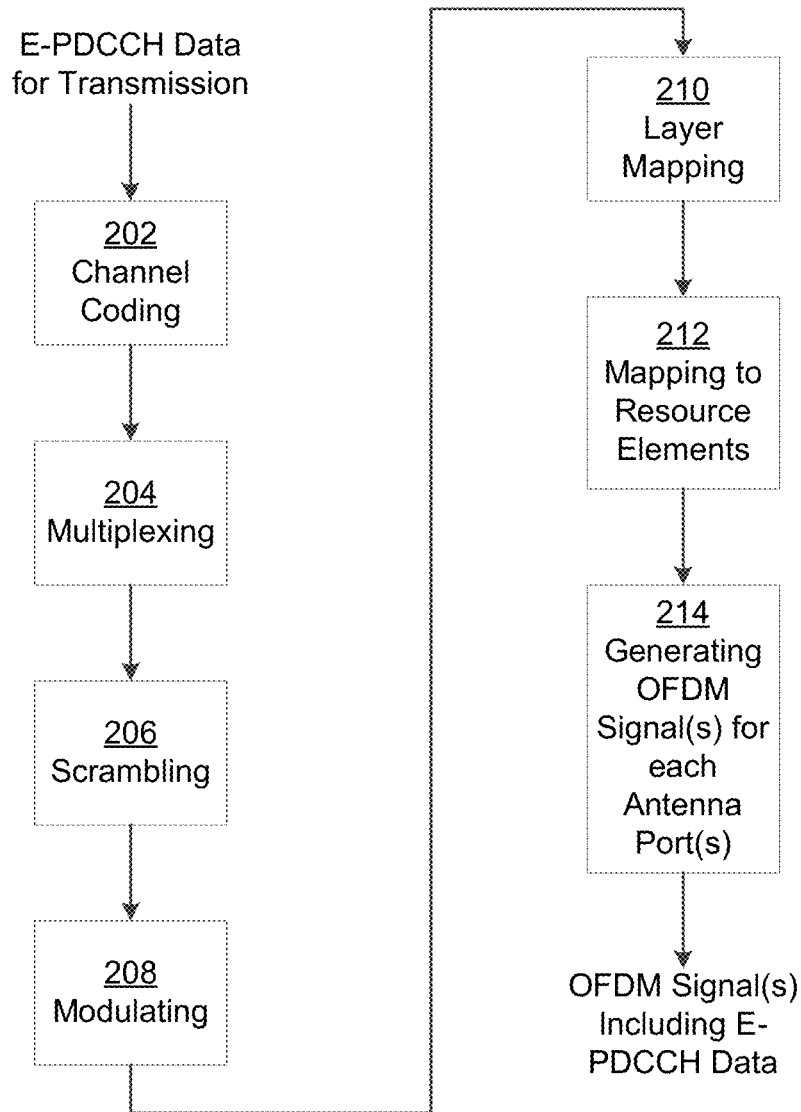 E-PDCCH Data
for Transmission
202
Channel
Coding
204
Multiplexing
206
Scrambling
208
Modulating
210
Layer
Mapping
212
Mapping to
Resource
Elements
214
Generating
OFDM
Signal(s) for
each
Antenna
Port(s)
OFDM Signal(s)
Including E-
PDCCH Data